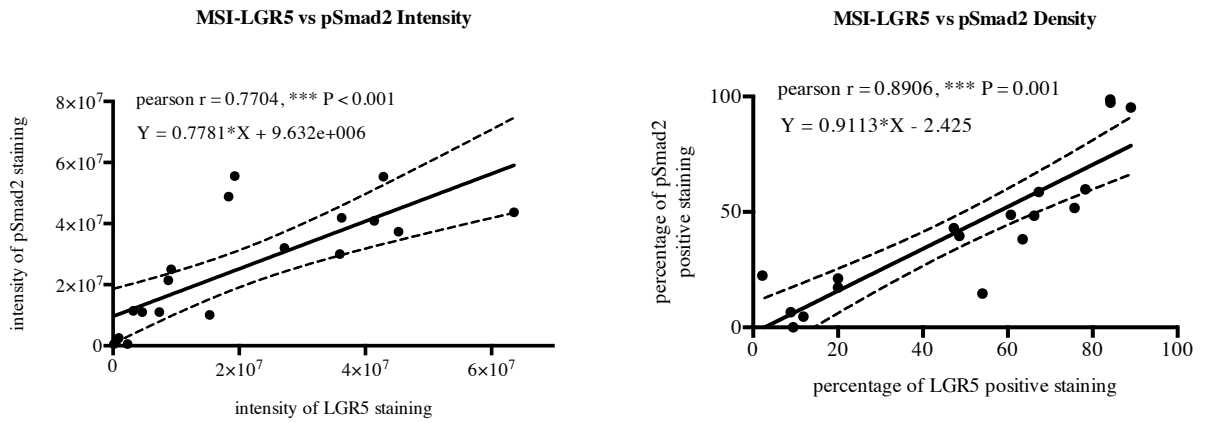 MSI-LGR5 vs pSmad2 Intensity
pearson r = 0.7704, *** P < 0.001
Y = 0.7781*X + 9.632e+006
8×10⁷
6×10⁷
4×10⁷
2×10⁷
0
0
2×10⁷
4×10⁷
6×10⁷
intensity of pSmad2 staining
intensity of LGR5 staining
MSI-LGR5 vs pSmad2 Density
pearson r = 0.8906, *** P = 0.001
Y = 0.9113*X - 2.425
100
50
0
0
20
40
60
80
100
percentage of pSmad2
positive staining
percentage of LGR5 positive staining